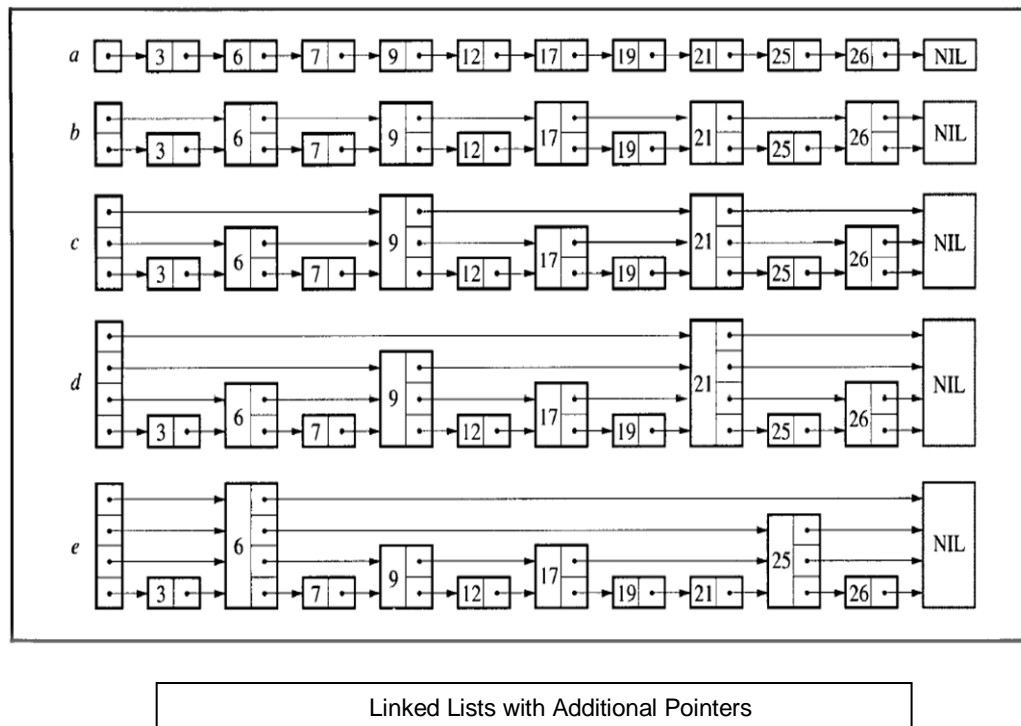 a 3 6 7 9 12 17 19 21 25 26 NIL
b 3 6 7 9 12 17 19 21 25 26 NIL
c 3 6 7 9 12 17 19 21 25 26 NIL
d 3 6 7 9 12 17 19 21 25 26 NIL
e 3 6 7 9 12 17 19 21 25 26 NIL
Linked Lists with Additional Pointers